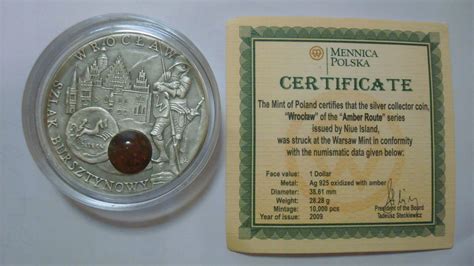 WROCŁAW
SZLAK BURSZTYNOWY
MENNICA
POLSKA
CERTIFICATE
The Mint of Poland certifies that the silver collector coin,
"Wrocław" of the "Amber Route" series
issued by Niue Island,
was struck at the Warsaw Mint in conformity
with the numismatic data given below:
Face value: 1 Dollar
Metal: Ag 925 oxidized with amber
Diameter: 38,61 mm
Weight: 28,28 g
Mintage: 10,000 pcs
Year of issue: 2009
President of the Board
Tadeusz Steckiewicz